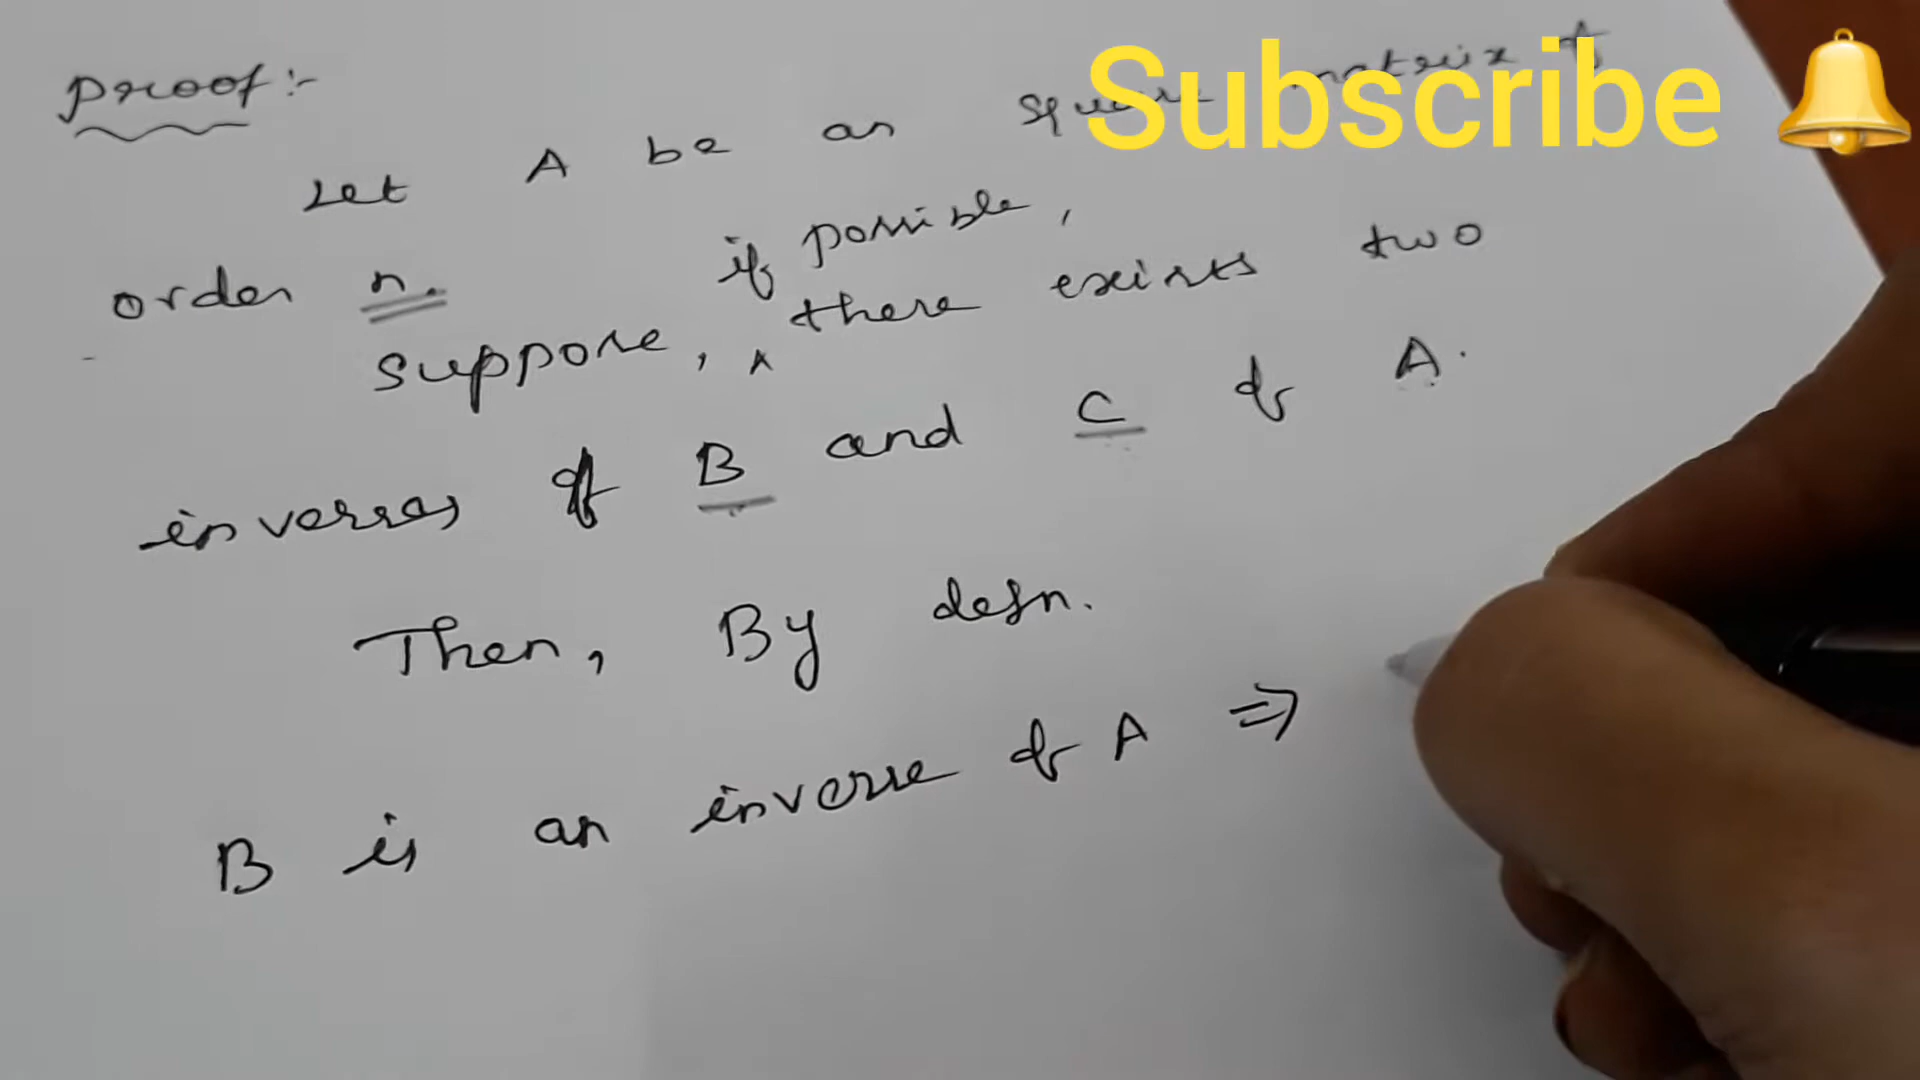 Subscribe
Proof:-
Let A be an square matrix of
order n.
if possible,
Suppose, ^ there exists two
inverses of B and C of A.
Then, By defn.
B is an inverse of A ⇒